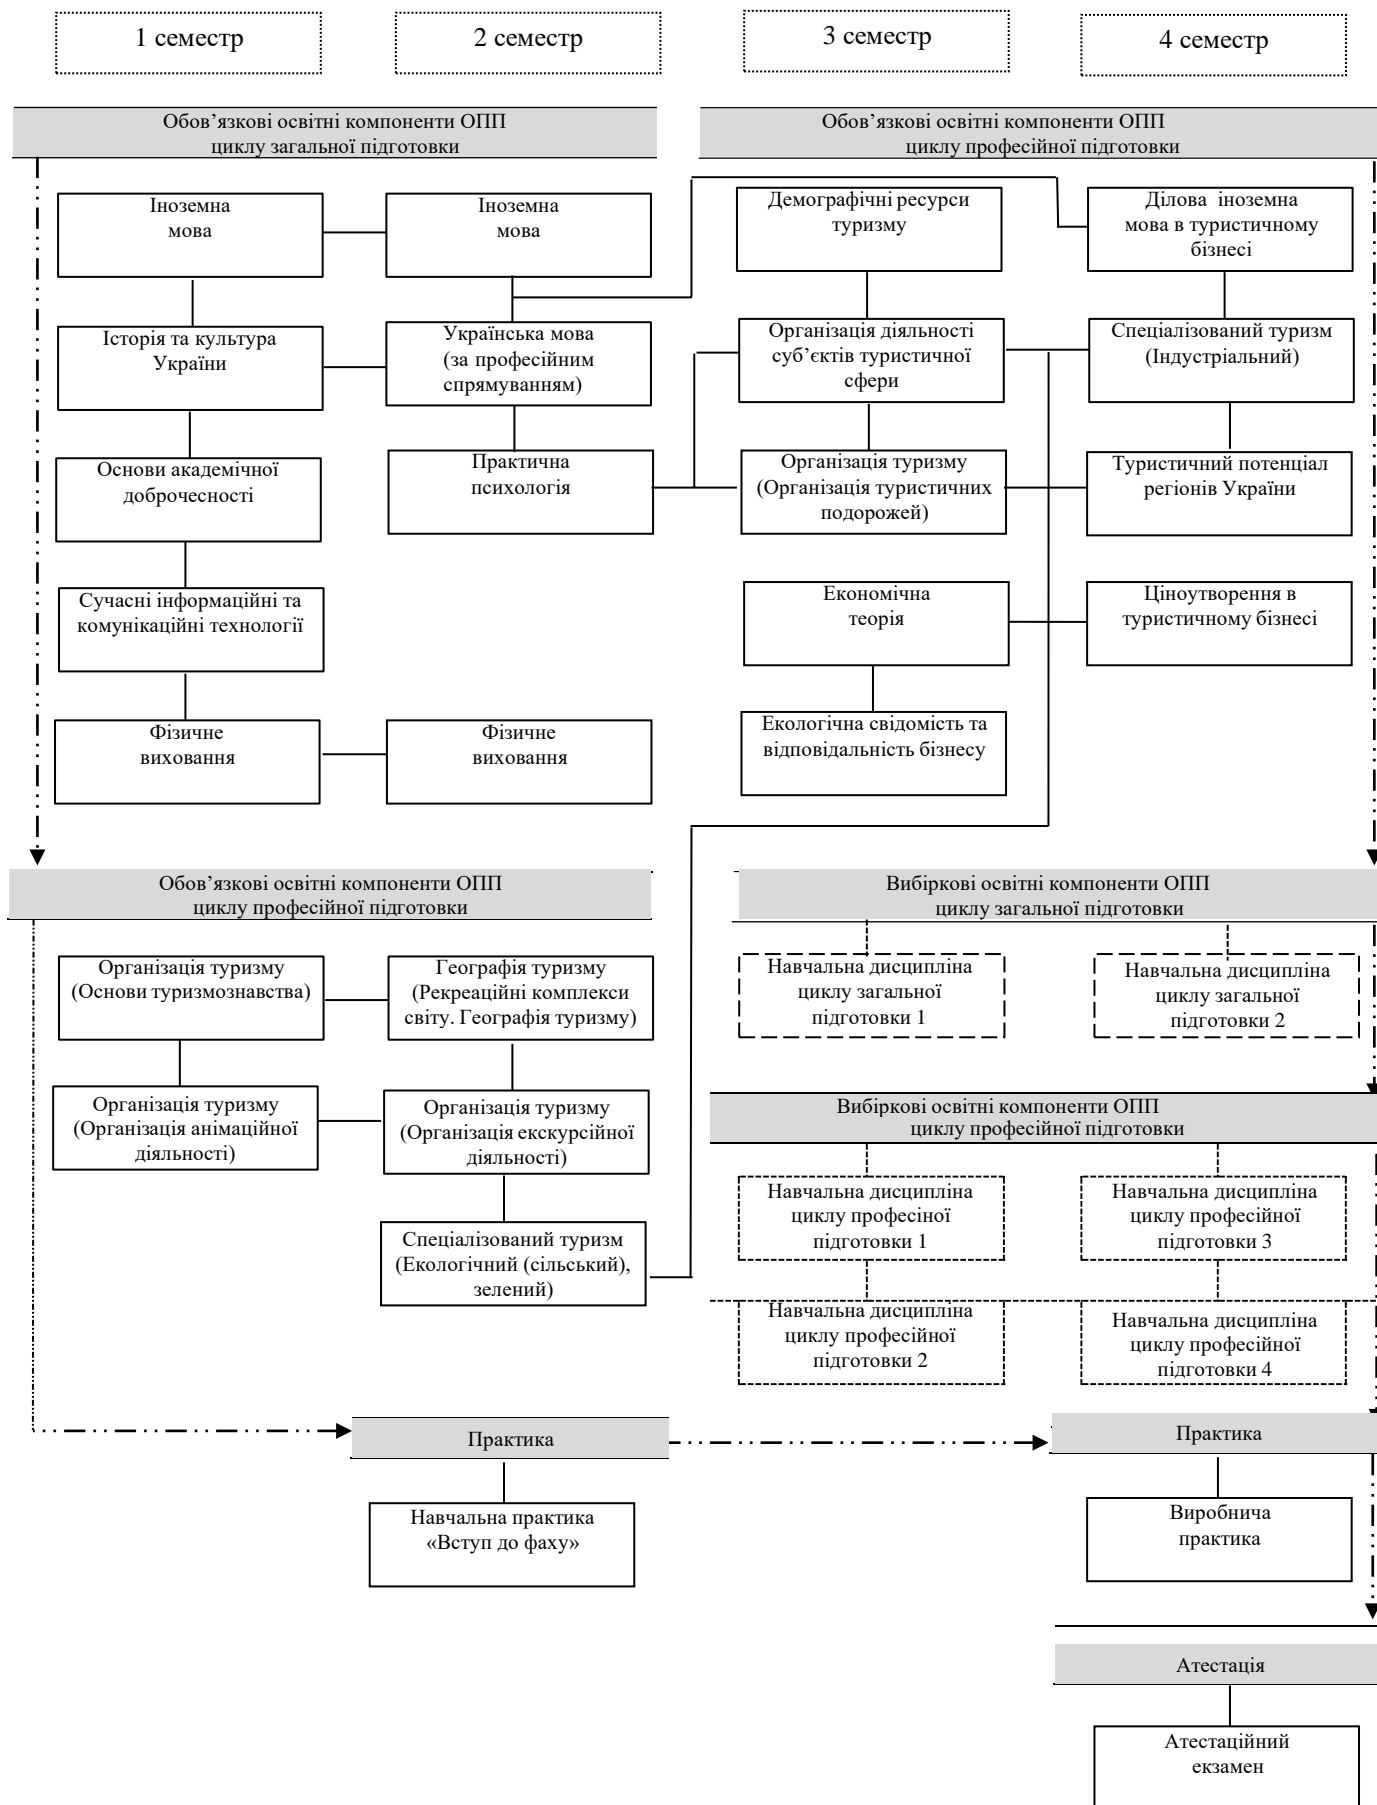 1 семестр
2 семестр
3 семестр
4 семестр
Обов’язкові освітні компоненти ОПП
циклу загальної підготовки
Обов’язкові освітні компоненти ОПП
циклу професійної підготовки
Іноземна
мова
Іноземна
мова
Демографічні ресурси
туризму
Ділова іноземна
мова в туристичному
бізнесі
Історія та культура
України
Українська мова
(за професійним
спрямуванням)
Організація діяльності
суб’єктів туристичної
сфери
Спеціалізований туризм
(Індустріальний)
Основи академічної
доброчесності
Практична
психологія
Організація туризму
(Організація туристичних
подорожей)
Туристичний потенціал
регіонів України
Сучасні інформаційні та
комунікаційні технології
Економічна
теорія
Ціноутворення в
туристичному бізнесі
Фізичне
виховання
Фізичне
виховання
Екологічна свідомість та
відповідальність бізнесу
Обов’язкові освітні компоненти ОПП
циклу професійної підготовки
Вибіркові освітні компоненти ОПП
циклу загальної підготовки
Організація туризму
(Основи туризмознавства)
Географія туризму
(Рекреаційні комплекси
світу. Географія туризму)
Навчальна дисципліна
циклу загальної
підготовки 1
Навчальна дисципліна
циклу загальної
підготовки 2
Організація туризму
(Організація анімаційної
діяльності)
Організація туризму
(Організація екскурсійної
діяльності)
Вибіркові освітні компоненти ОПП
циклу професійної підготовки
Навчальна дисципліна
циклу професіної
підготовки 1
Навчальна дисципліна
циклу професійної
підготовки 3
Спеціалізований туризм
(Екологічний (сільський),
зелений)
Навчальна дисципліна
циклу професійної
підготовки 2
Навчальна дисципліна
циклу професійної
підготовки 4
Практика
Практика
Навчальна практика
«Вступ до фаху»
Виробнича
практика
Атестація
Атестаційний
екзамен